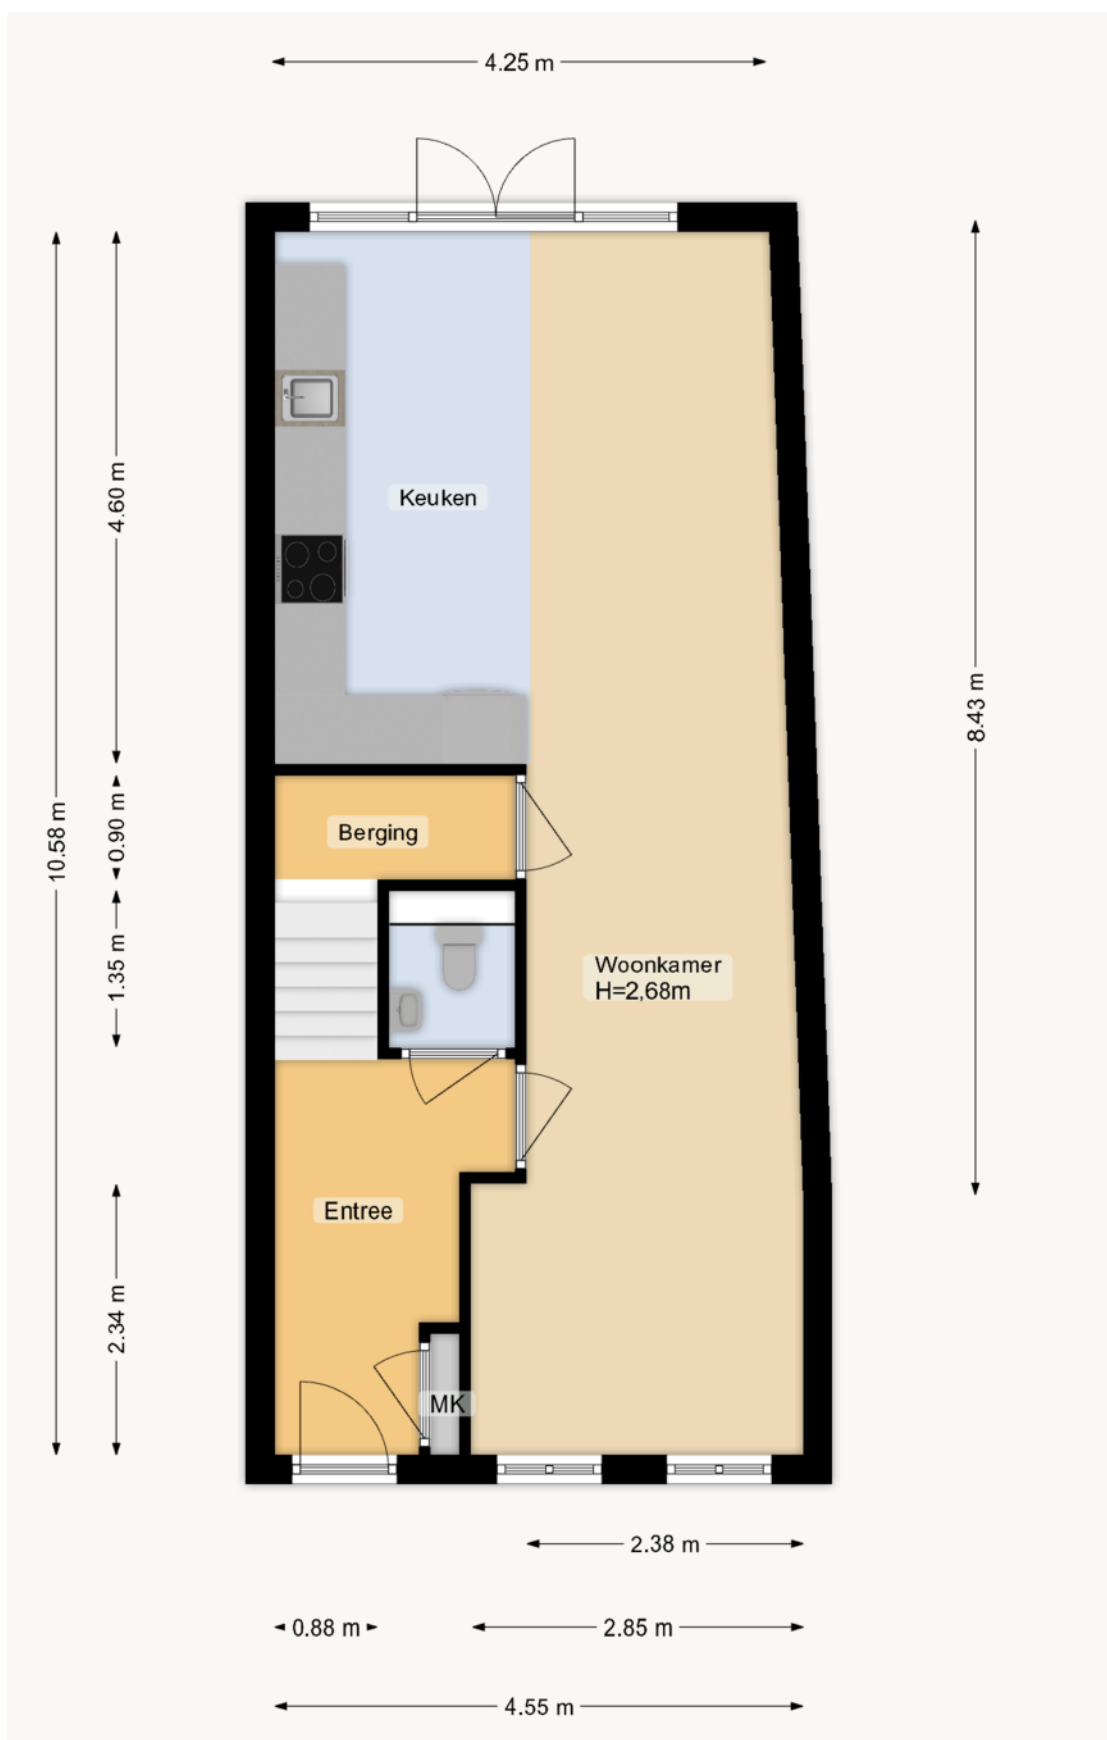 4.25 m
4.60 m
Keuken
8.43 m
10.58 m
0.90 m
Berging
1.35 m
Woonkamer
H=2,68m
Entree
2.34 m
MK
2.38 m
0.88 m
2.85 m
4.55 m